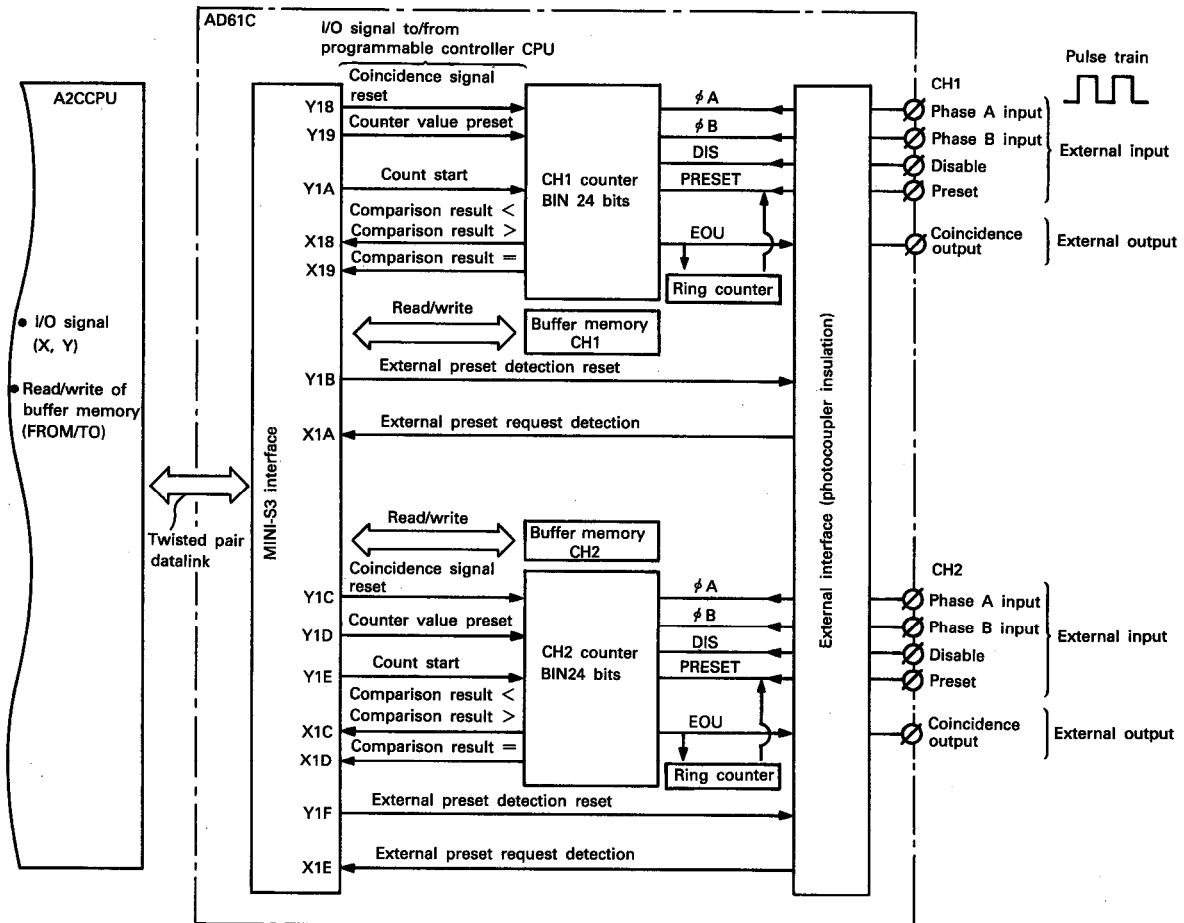 AD61C
I/O signal to/from
programmable controller CPU
A2CCPU
I/O signal
(X, Y)
Read/write of
buffer memory
(FROM/TO)
Twisted pair
datalink
MINI-S3 interface
Coincidence signal
reset
Y18
Counter value preset
Y19
Count start
Y1A
Comparison result <
Comparison result >
X18
Comparison result =
X19
CH1 counter
BIN 24 bits
ϕA
ϕB
DIS
PRESET
EOU
Ring counter
Read/write
Buffer memory
CH1
External preset detection reset
Y1B
External preset request detection
X1A
Read/write
Buffer memory
CH2
Coincidence signal
reset
Y1C
Counter value preset
Y1D
Count start
Y1E
Comparison result <
Comparison result >
X1C
Comparison result =
X1D
CH2 counter
BIN24 bits
ϕA
ϕB
DIS
PRESET
EOU
Ring counter
External preset detection reset
Y1F
External preset request detection
X1E
External interface (photocoupler insulation)
Pulse train
CH1
Phase A input
Phase B input
Disable
Preset
External input
Coincidence
output
External output
CH2
Phase A input
Phase B input
Disable
Preset
External input
Coincidence
output
External output